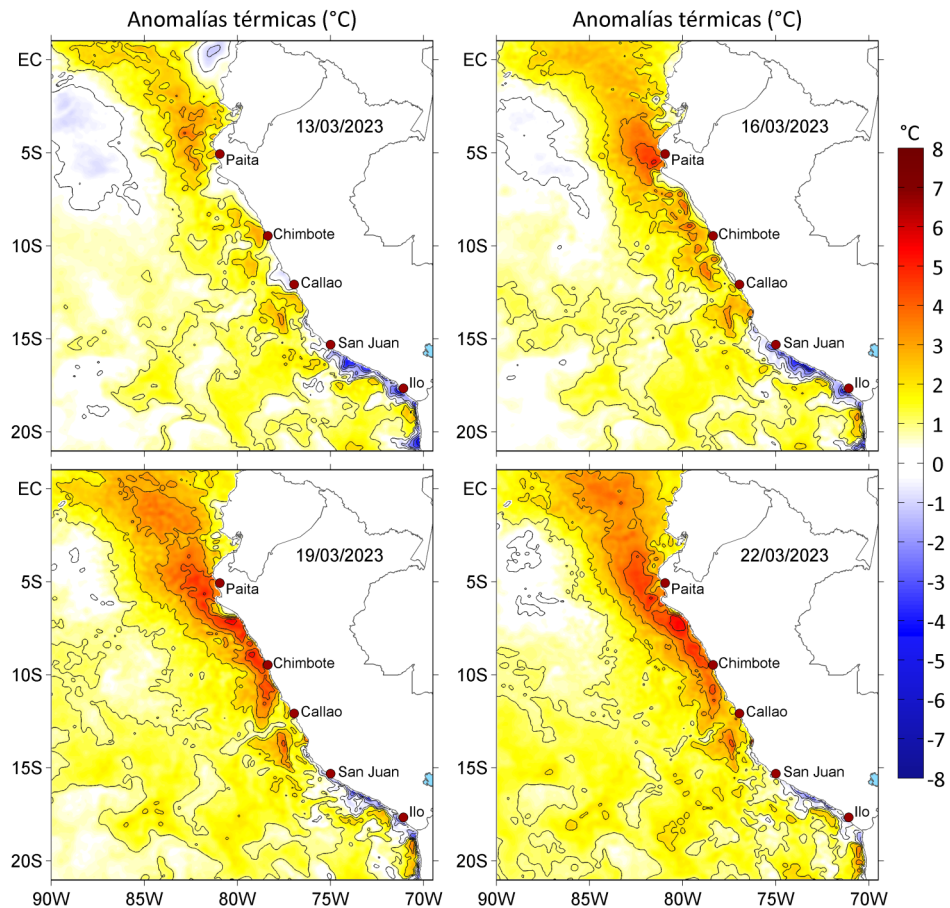 Anomalías térmicas (°C)
Anomalías térmicas (°C)
EC
5S
10S
15S
20S
13/03/2023
Paita
Chimbote
Callao
San Juan
Ilo
16/03/2023
EC
5S
10S
15S
20S
Paita
Chimbote
Callao
San Juan
Ilo
°C
8
7
6
5
4
3
2
1
0
-1
-2
-3
-4
-5
-6
-7
-8
EC
5S
10S
15S
20S
19/03/2023
Paita
Chimbote
Callao
San Juan
Ilo
90W 85W 80W 75W 70W
EC
5S
10S
15S
20S
22/03/2023
Paita
Chimbote
Callao
San Juan
Ilo
90W 85W 80W 75W 70W